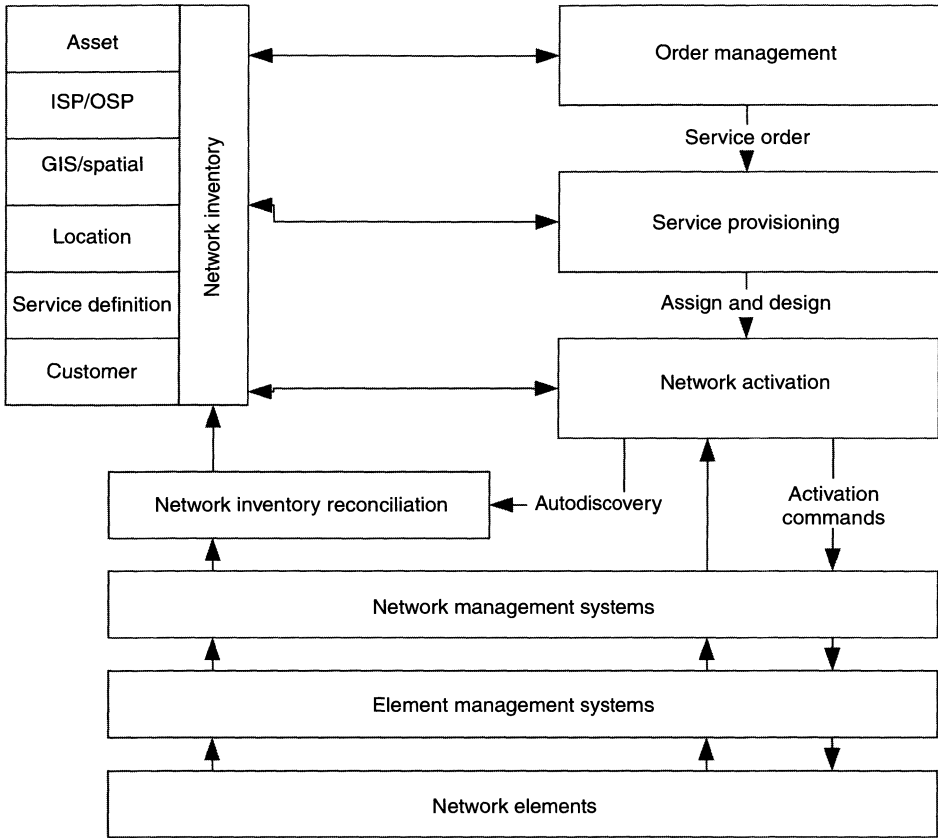 Asset
ISP/OSP
GIS/spatial
Location
Service definition
Customer
Network inventory
Order management
Service order
Service provisioning
Assign and design
Network activation
Network inventory reconciliation
Autodiscovery
Activation
commands
Network management systems
Element management systems
Network elements